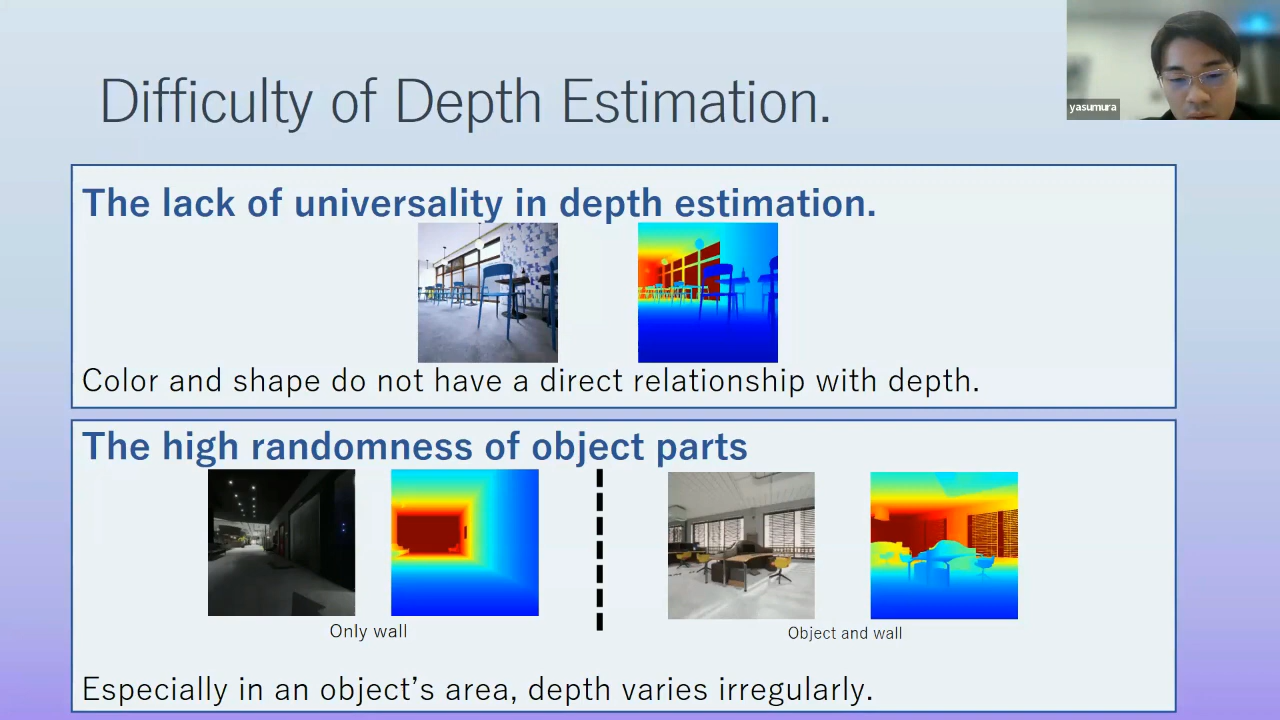 Difficulty of Depth Estimation.
yasumura
The lack of universality in depth estimation.
Color and shape do not have a direct relationship with depth.
The high randomness of object parts
Only wall
Object and wall
Especially in an object’s area, depth varies irregularly.